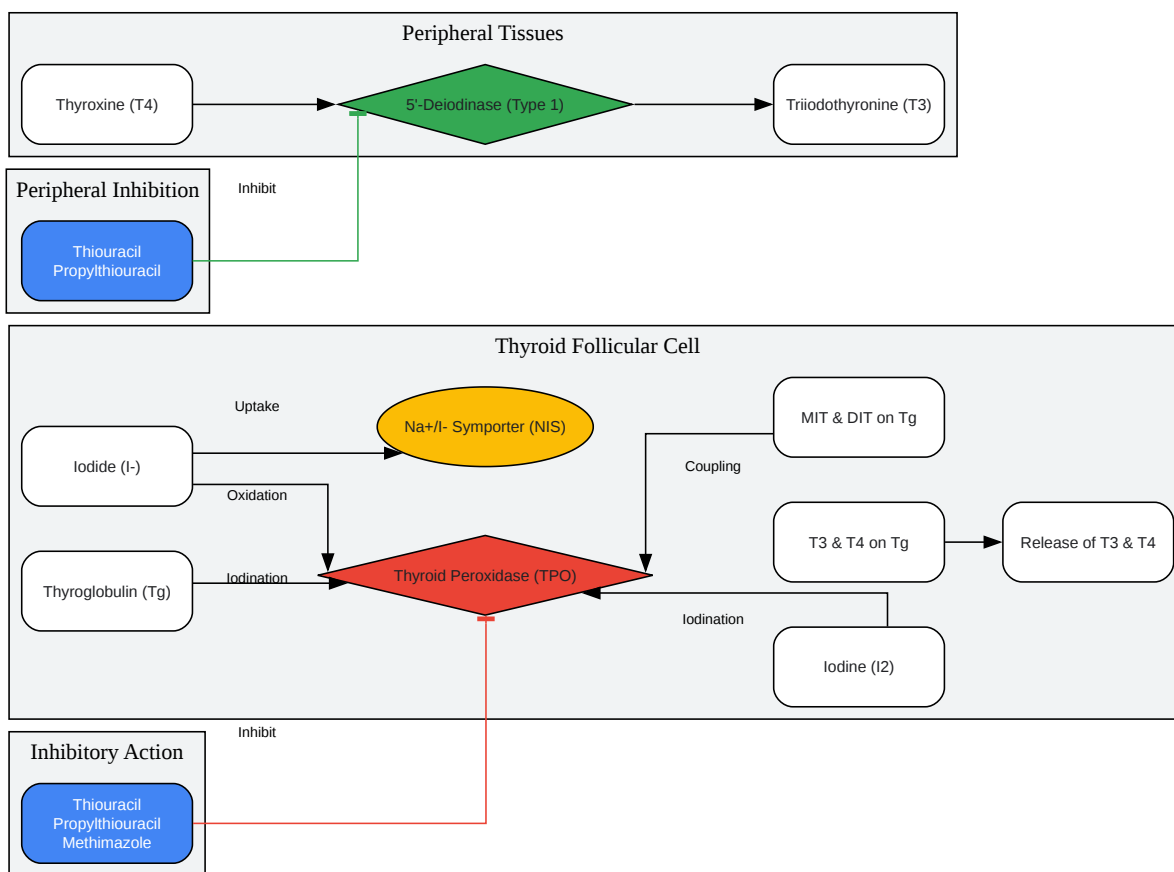 Peripheral Tissues
Thyroxine (T4)
5'-Deiodinase (Type 1)
Triiodothyronine (T3)
Peripheral Inhibition
Inhibit
Thiouracil
Propylthiouracil
Thyroid Follicular Cell
Uptake
Na+/I- Symporter (NIS)
MIT & DIT on Tg
Iodide (I-)
Coupling
Oxidation
T3 & T4 on Tg
Release of T3 & T4
Thyroglobulin (Tg)
Iodination
Thyroid Peroxidase (TPO)
Iodination
Iodine (I2)
Inhibit
Inhibitory Action
Thiouracil
Propylthiouracil
Methimazole